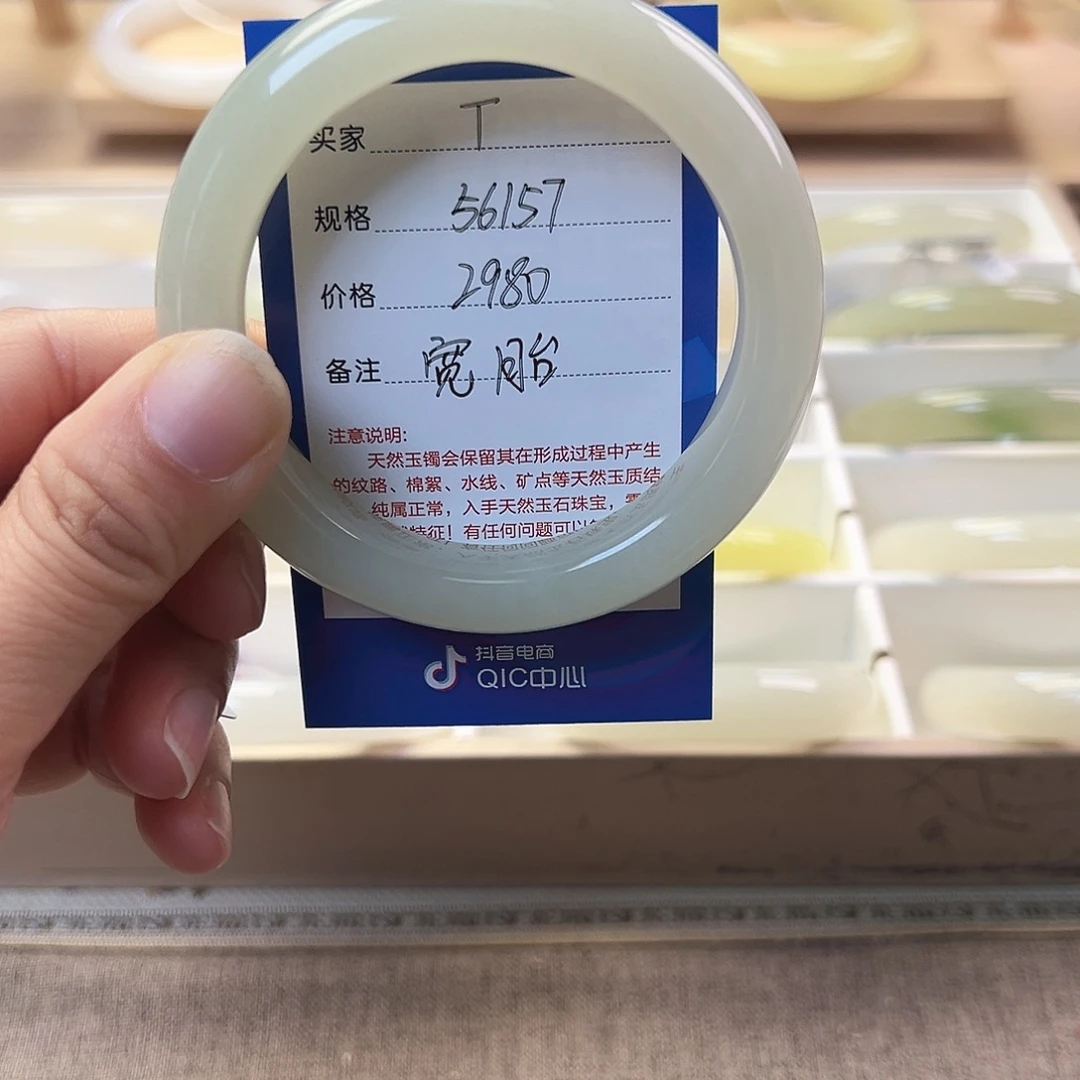 买家 T
规格 56157
价格 2980
备注 宽胎
注意说明:
天然玉镯会保留其在形成过程中产生
的纹路、棉絮、水线、矿点等天然玉质结
纯属正常，入手天然玉石珠宝，
特征！有任何问题可以
抖音电商
QIC中心